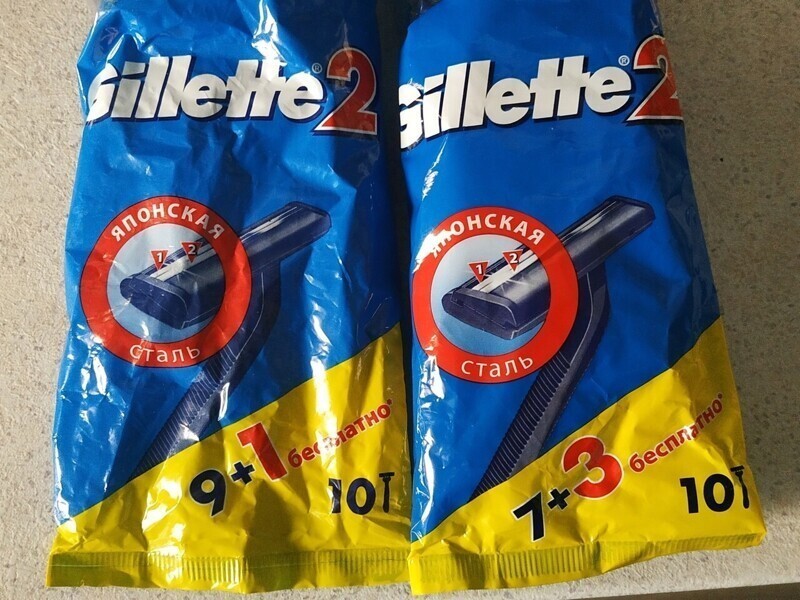 Gillette®2
ЯПОНСКАЯ
1 2
СТАЛЬ
9+1 бесплатно*
10
Gillette®2
ЯПОНСКАЯ
1 2
СТАЛЬ
7+3 бесплатно*
10